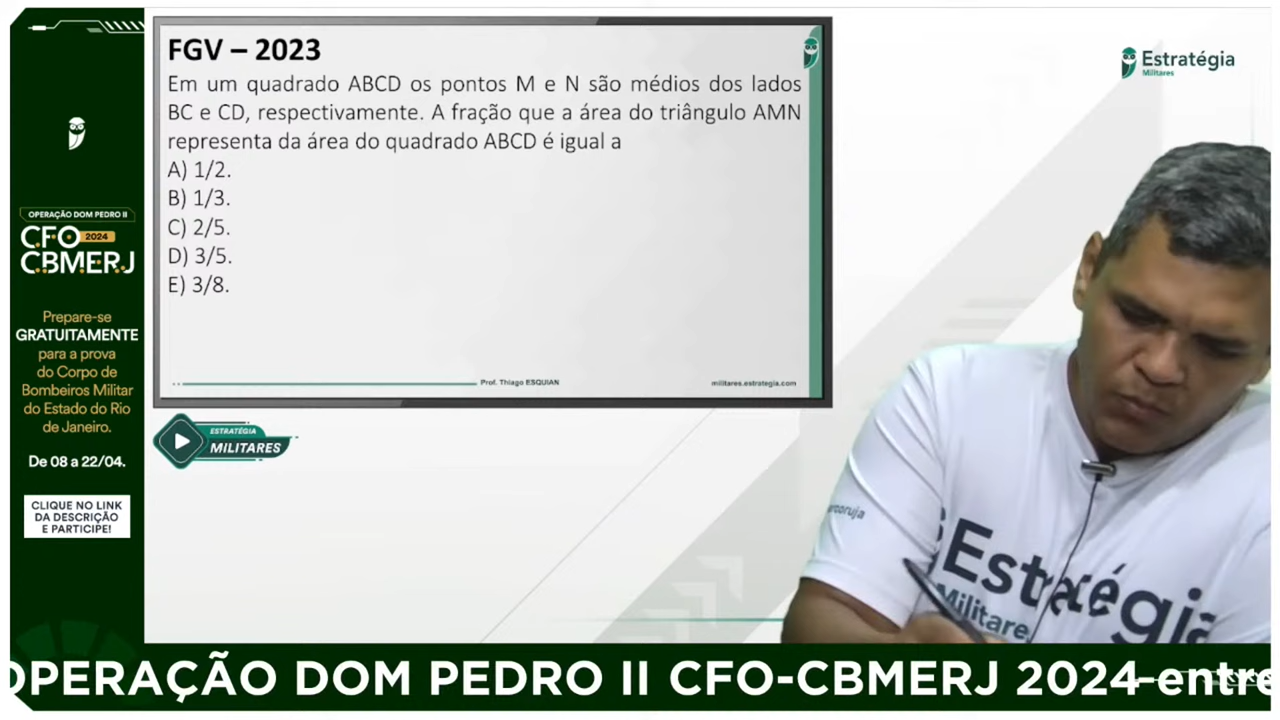 FGV – 2023
Em um quadrado ABCD os pontos M e N são médios dos lados
BC e CD, respectivamente. A fração que a área do triângulo AMN
representa da área do quadrado ABCD é igual a
A) 1/2.
B) 1/3.
C) 2/5.
D) 3/5.
E) 3/8.
Prof. Thiago ESQUIAN
militares.estrategia.com
Estratégia
Militares
OPERAÇÃO DOM PEDRO II
CFO 2024
CBMERJ
Prepare-se
GRATUITAMENTE
para a prova
do Corpo de
Bombeiros Militar
do Estado do Rio
de Janeiro.
De 08 a 22/04.
CLIQUE NO LINK
DA DESCRIÇÃO
E PARTICIPE!
ESTRATÉGIA
MILITARES
Estratégia
Militares
OPERAÇÃO DOM PEDRO II CFO-CBMERJ 2024-entre